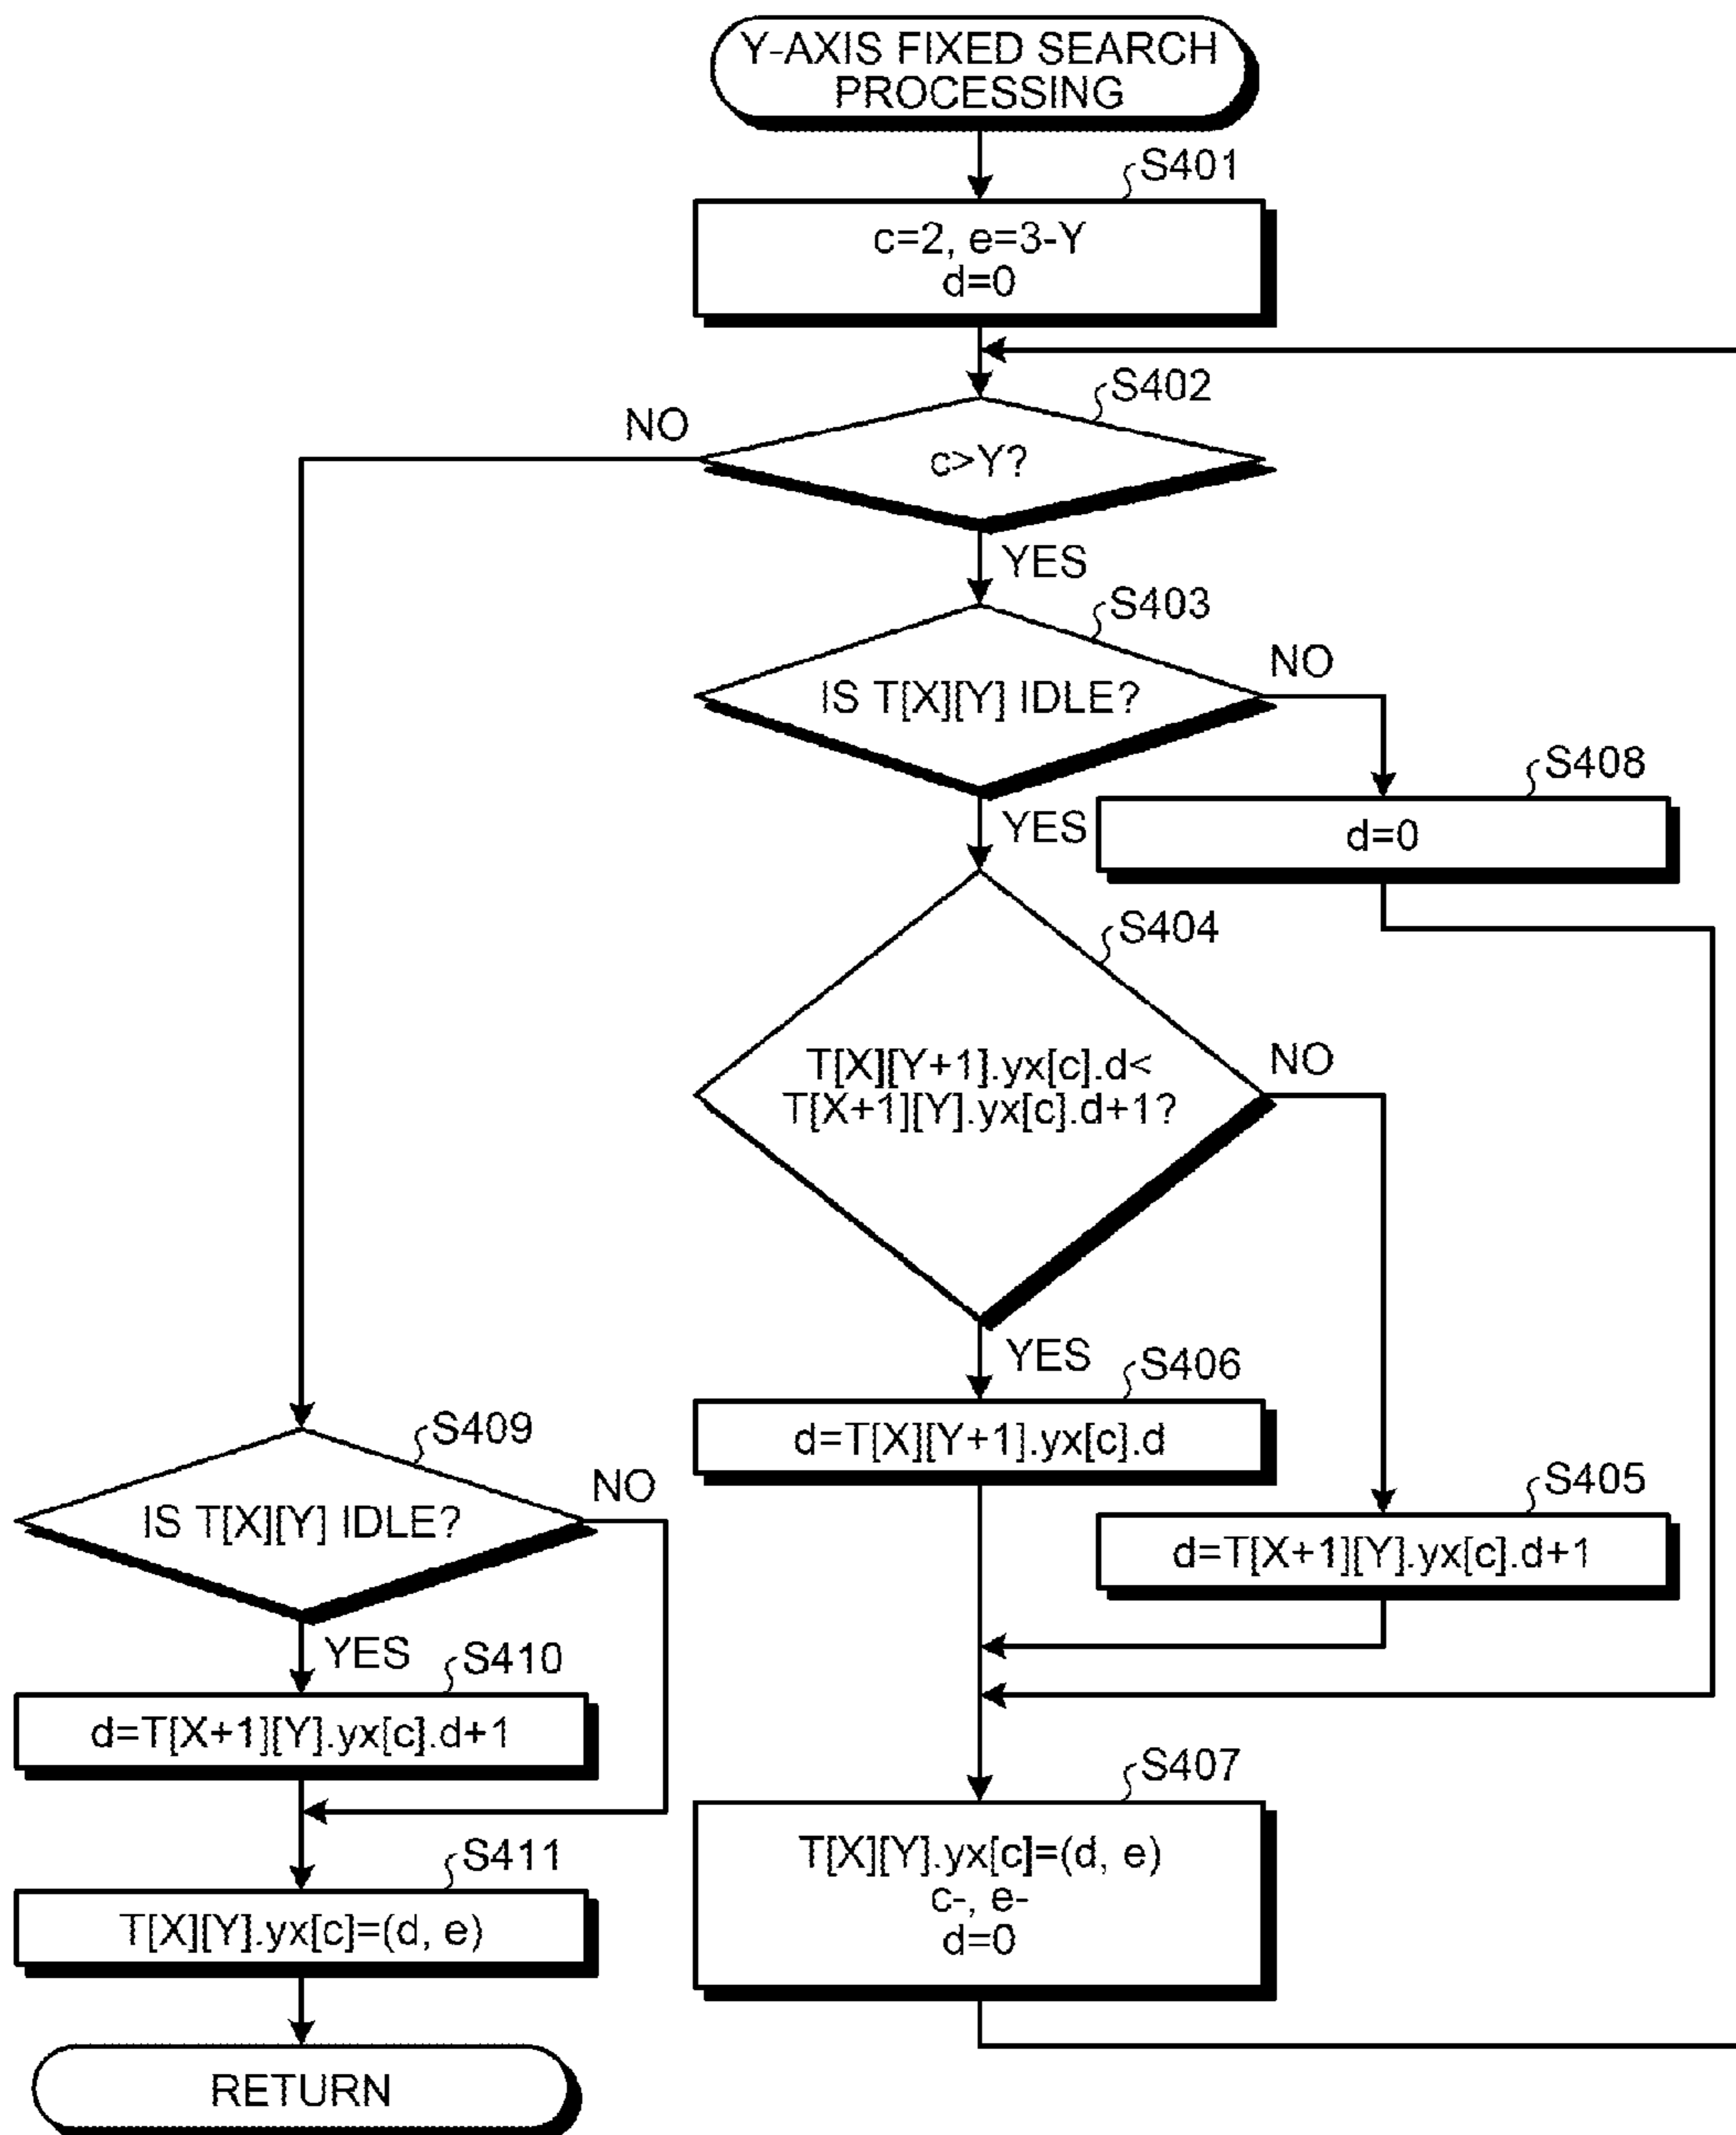 Y-AXIS FIXED SEARCH
PROCESSING
S401
c=2, e=3-Y
d=0
S402
NO
c>Y?
YES
S403
NO
IS T[X][Y] IDLE?
S408
YES
d=0
S404
T[X][Y+1].yx[c].d<
T[X+1][Y].yx[c].d+1?
NO
YES
S406
d=T[X][Y+1].yx[c].d
S405
d=T[X+1][Y].yx[c].d+1
S409
NO
IS T[X][Y] IDLE?
YES
S410
d=T[X+1][Y].yx[c].d+1
S407
T[X][Y].yx[c]=(d, e)
c-, e-
d=0
S411
T[X][Y].yx[c]=(d, e)
RETURN